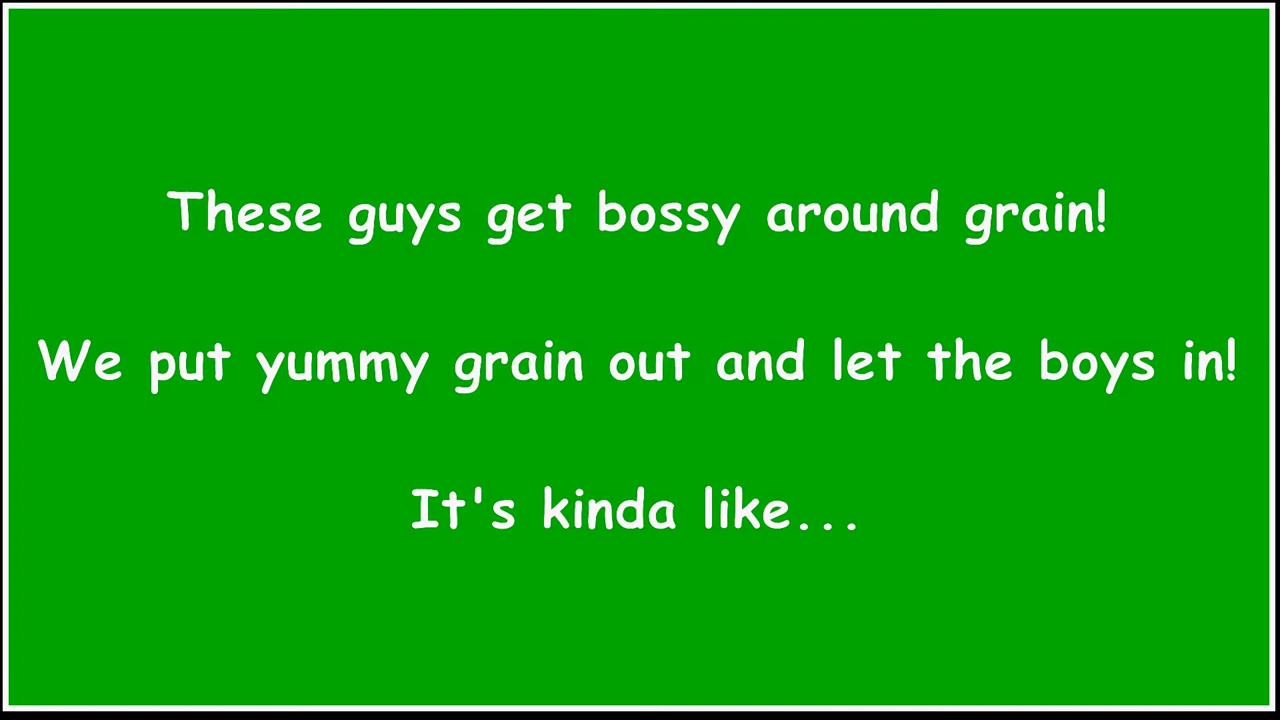 These guys get bossy around grain!
We put yummy grain out and let the boys in!
It's kinda like...